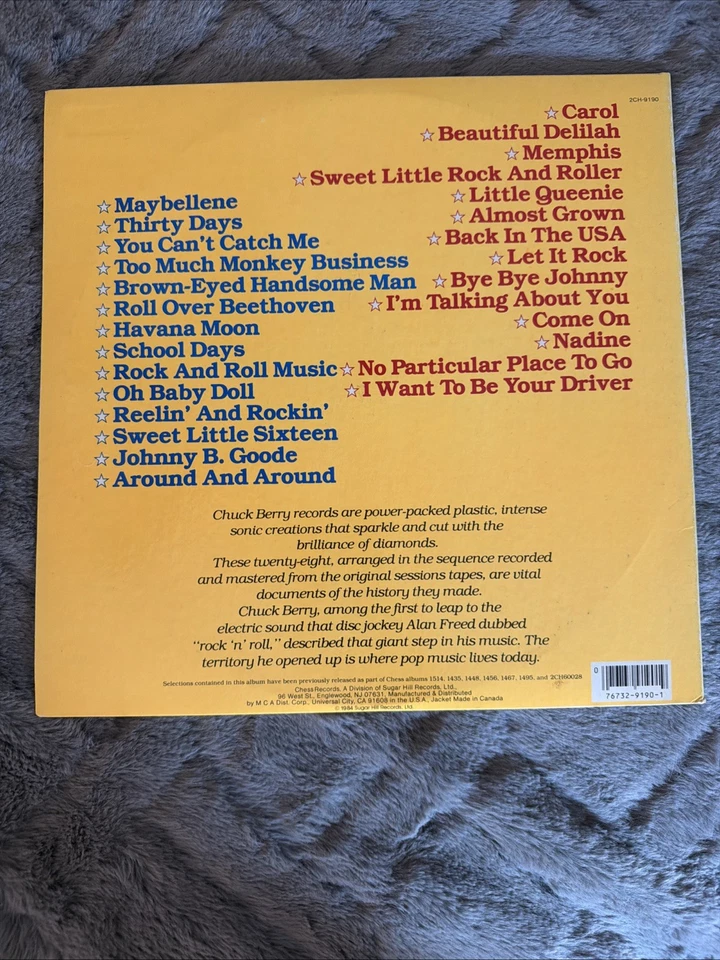 2CH-9190
☆ Carol
☆ Beautiful Delilah
☆ Memphis
☆ Sweet Little Rock And Roller
☆ Little Queenie
☆ Almost Grown
☆ Back In The USA
☆ Let It Rock
☆ Bye Bye Johnny
☆ I'm Talking About You
☆ Come On
☆ Nadine
☆ No Particular Place To Go
☆ I Want To Be Your Driver
☆ Maybellene
☆ Thirty Days
☆ You Can't Catch Me
☆ Too Much Monkey Business
☆ Brown-Eyed Handsome Man
☆ Roll Over Beethoven
☆ Havana Moon
☆ School Days
☆ Rock And Roll Music
☆ Oh Baby Doll
☆ Reelin' And Rockin'
☆ Sweet Little Sixteen
☆ Johnny B. Goode
☆ Around And Around
Chuck Berry records are power-packed plastic, intense
sonic creations that sparkle and cut with the
brilliance of diamonds.
These twenty-eight, arranged in the sequence recorded
and mastered from the original sessions tapes, are vital
documents of the history they made.
Chuck Berry, among the first to leap to the
electric sound that disc jockey Alan Freed dubbed
"rock 'n' roll," described that giant step in his music. The
territory he opened up is where pop music lives today.
Selections contained in this album have been previously released as part of Chess albums 1514, 1435, 1448, 1456, 1467, 1495, and 2CH60028
Chess Records, A Division of Sugar Hill Records, Ltd.,
96 West St., Englewood, NJ 07631, Manufactured & Distributed
by M C A Dist. Corp., Universal City, CA 91608 in the U.S.A., Jacket Made in Canada
© 1984 Sugar Hill Records, Ltd.
0 76732-9190-1